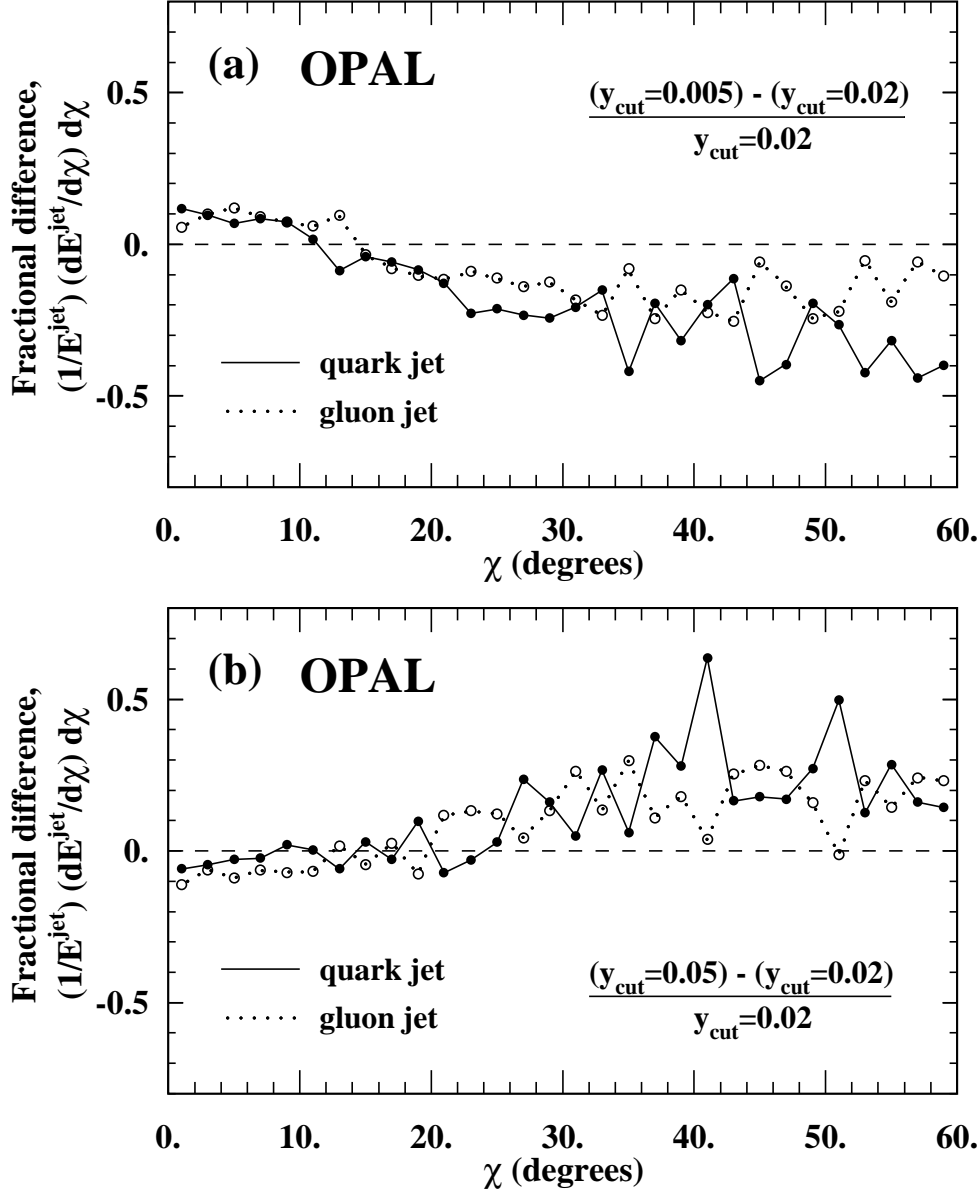 (a) OPAL
(y_cut=0.005) - (y_cut=0.02)
y_cut=0.02
Fractional difference,
(1/E^jet) (dE^jet/dχ) dχ
0.5
0.
-0.5
quark jet
gluon jet
0. 10. 20. 30. 40. 50. 60.
χ (degrees)
(b) OPAL
Fractional difference,
(1/E^jet) (dE^jet/dχ) dχ
0.5
0.
-0.5
quark jet
gluon jet
(y_cut=0.05) - (y_cut=0.02)
y_cut=0.02
0. 10. 20. 30. 40. 50. 60.
χ (degrees)